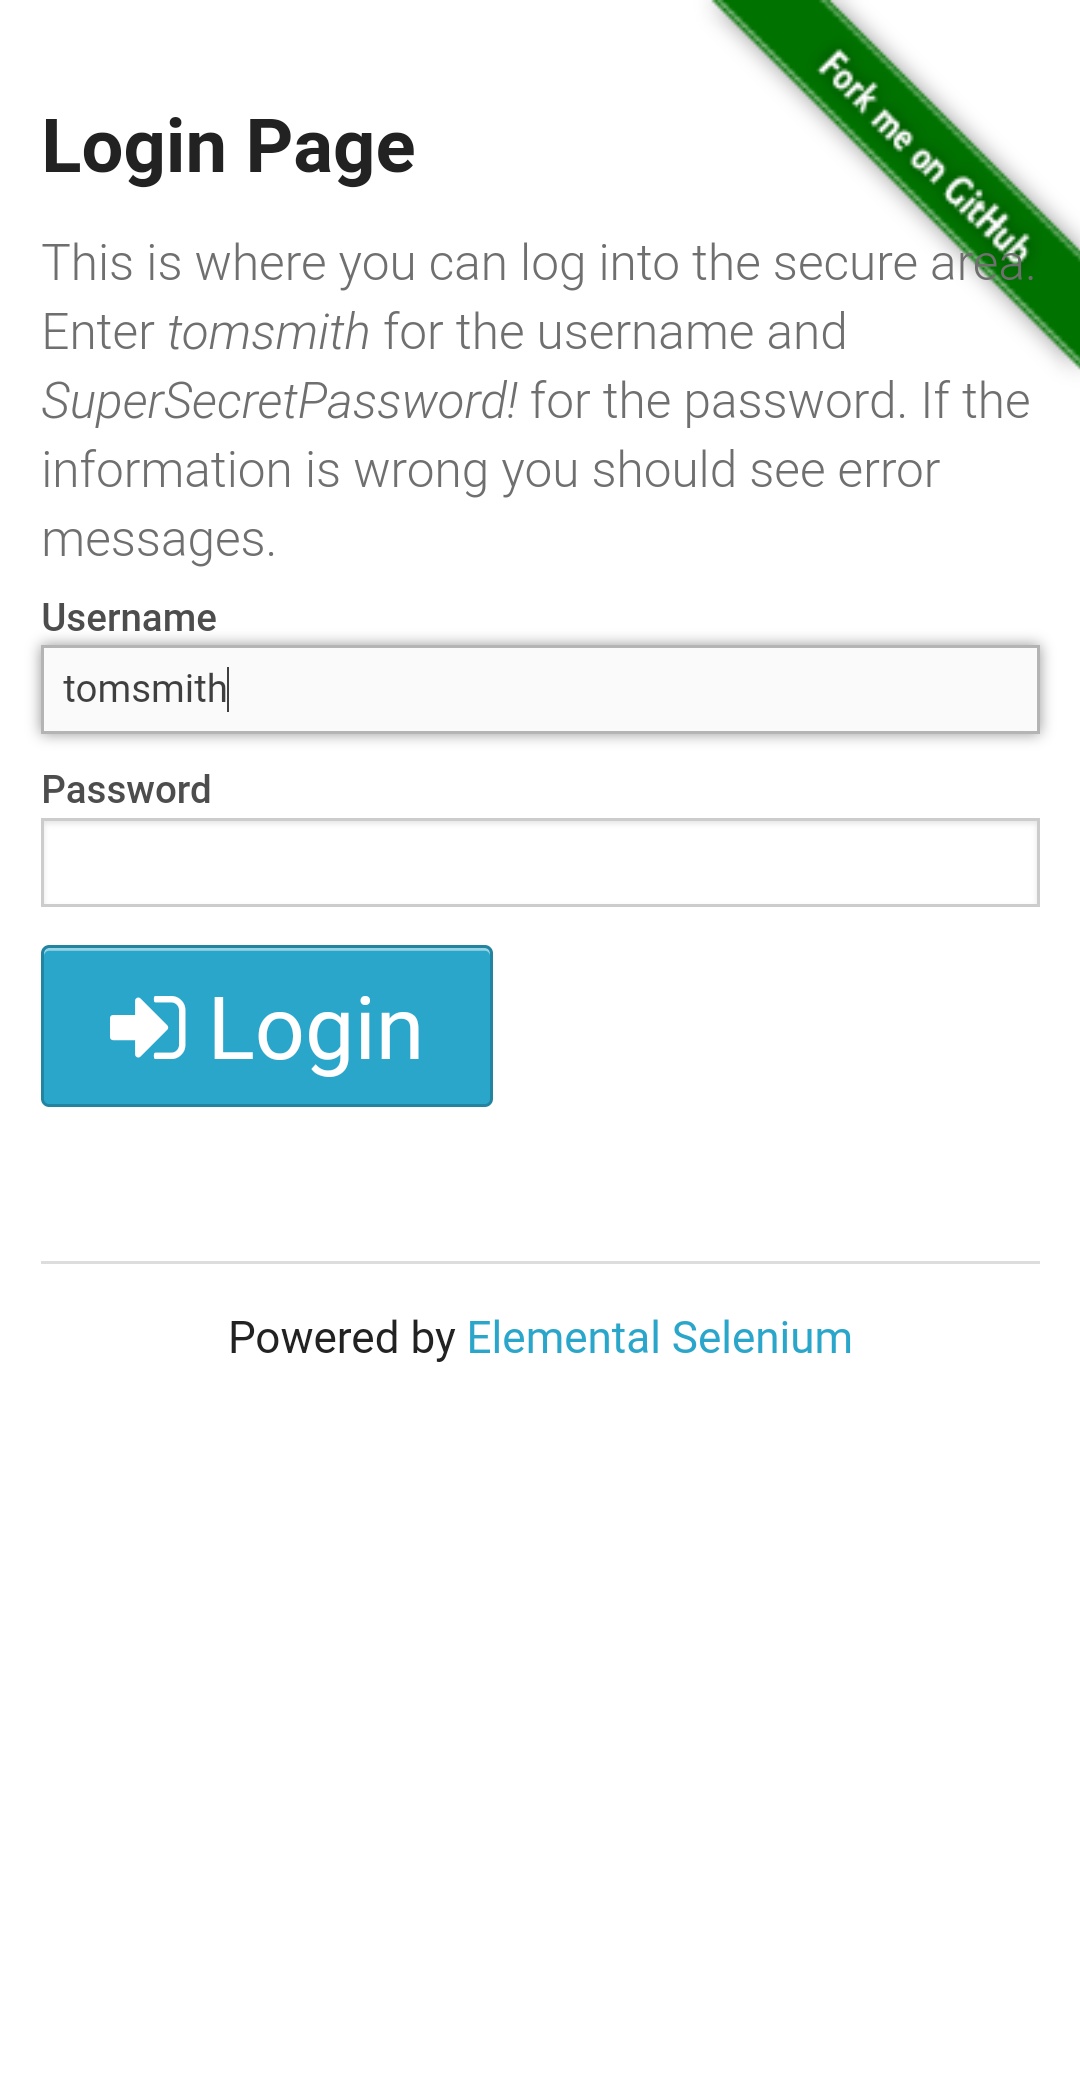 Fork me on GitHub
Login Page
This is where you can log into the secure area.
Enter tomsmith for the username and
SuperSecretPassword! for the password. If the
information is wrong you should see error
messages.
Username
tomsmith
Password
Login
Powered by Elemental Selenium